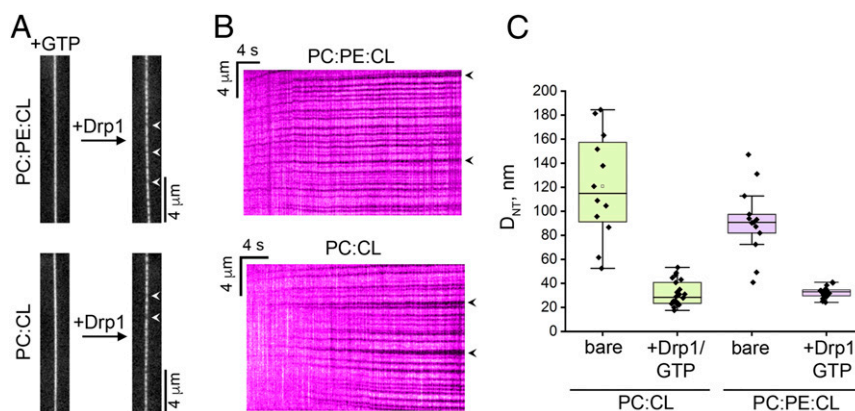 A
+GTP
PC:PE:CL
+Drp1
4 μm
PC:CL
+Drp1
4 μm
B
4 s
PC:PE:CL
4 μm
4 s
PC:CL
4 μm
C
D_NT, nm
200
180
160
140
120
100
80
60
40
20
0
bare
+Drp1/
GTP
bare
+Drp1
GTP
PC:CL
PC:PE:CL